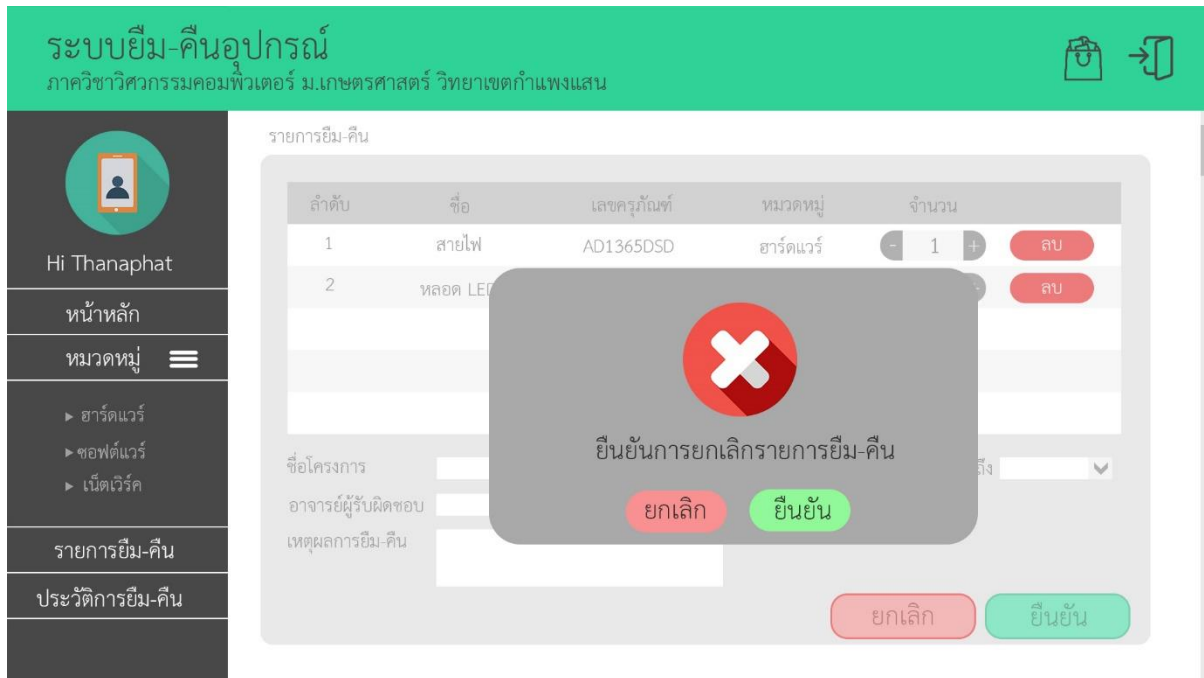 ระบบยืม-คืนอุปกรณ์
ภาควิชาวิศวกรรมคอมพิวเตอร์ ม.เกษตรศาสตร์ วิทยาเขตกำแพงแสน
Hi Thanaphat
หน้าหลัก
หมวดหมู่
▸ ฮาร์ดแวร์
▸ ซอฟต์แวร์
▸ เน็ตเวิร์ค
รายการยืม-คืน
ประวัติการยืม-คืน
รายการยืม-คืน
ลำดับ ชื่อ เลขครุภัณฑ์ หมวดหมู่ จำนวน
1 สายไฟ AD1365DSD ฮาร์ดแวร์ - 1 + ลบ
2 หลอด LED ลบ
ยืนยันการยกเลิกรายการยืม-คืน
ยกเลิก ยืนยัน
ชื่อโครงการ ถึง
อาจารย์ผู้รับผิดชอบ
เหตุผลการยืม-คืน
ยกเลิก ยืนยัน